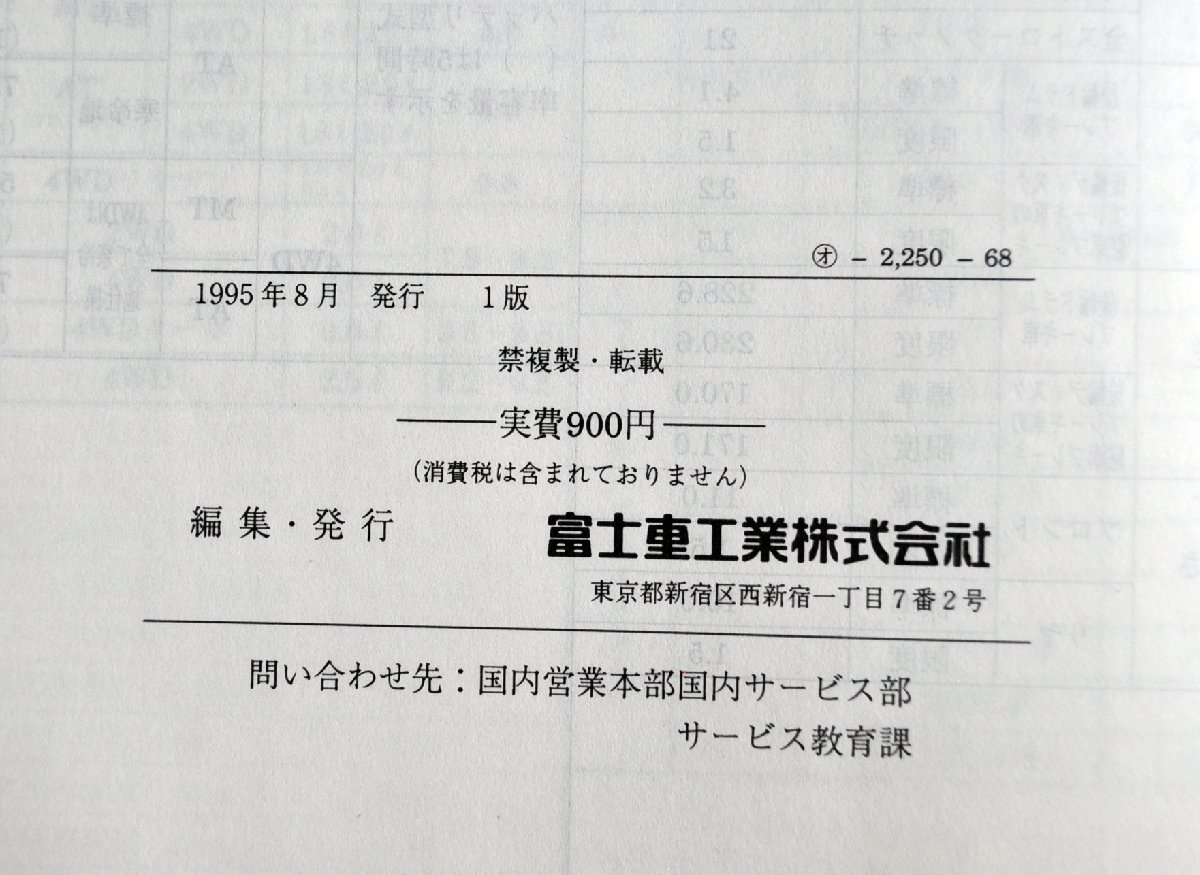 ㋔ − 2,250 − 68
1995年8月 発行 1版
禁複製・転載
実費900円
(消費税は含まれておりません)
編集・発行 富士重工業株式会社
東京都新宿区西新宿一丁目7番2号
問い合わせ先：国内営業本部国内サービス部
サービス教育課